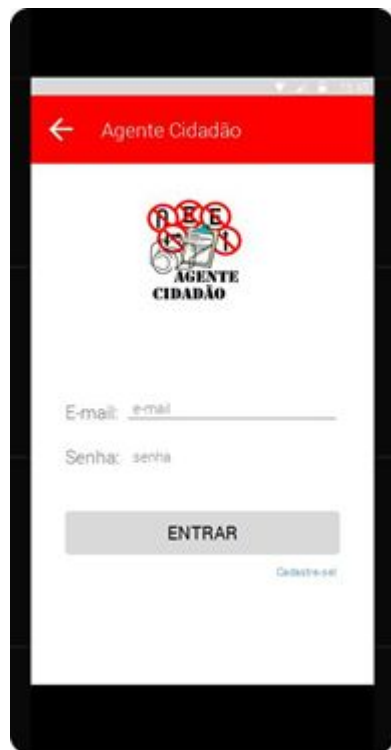 Agente Cidadão
AGENTE
CIDADÃO
E-mail: e-mail
Senha: senha
ENTRAR
Cadastre-se!